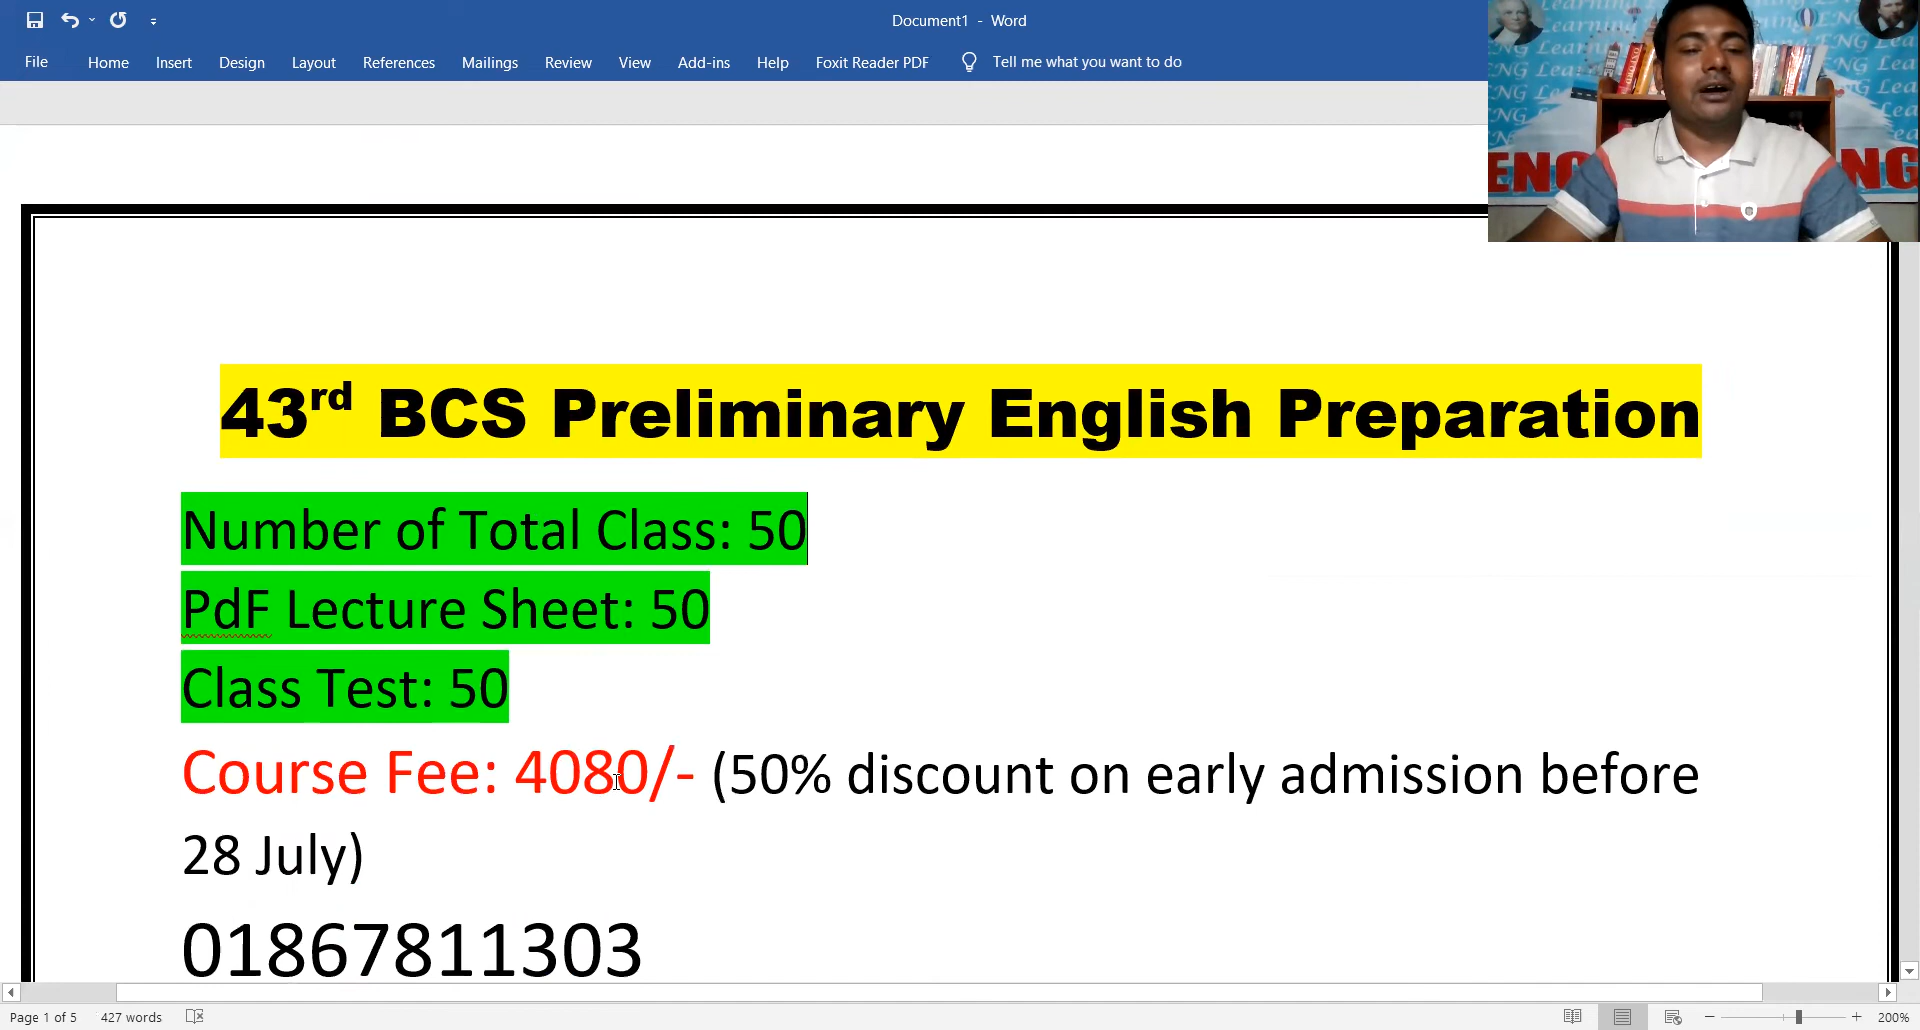 Document1 - Word
File Home Insert Design Layout References Mailings Review View Add-ins Help Foxit Reader PDF Tell me what you want to do
43rd BCS Preliminary English Preparation
Number of Total Class: 50
PdF Lecture Sheet: 50
Class Test: 50
Course Fee: 4080/- (50% discount on early admission before
28 July)
01867811303
Page 1 of 5 427 words 200%
ENG